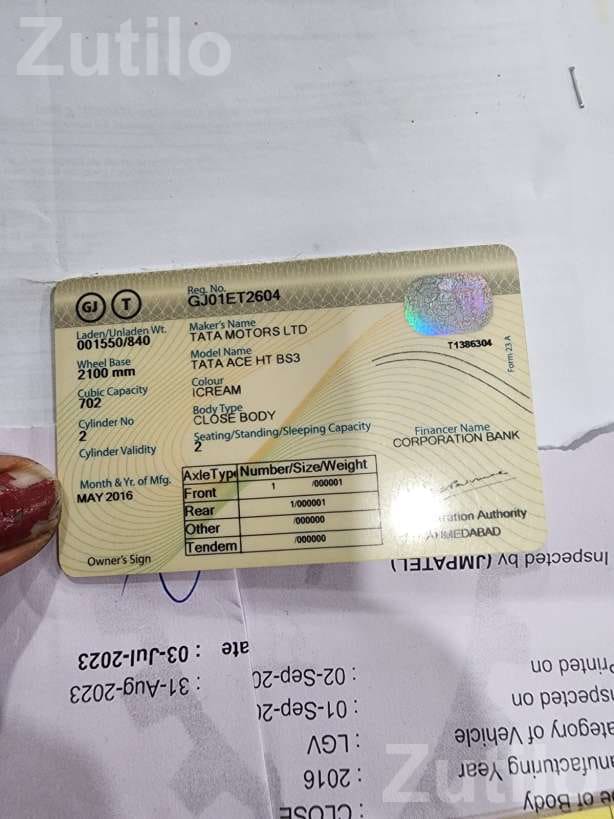 Zutilo
GJ T
Reg. No.
GJ01ET2604
Laden/Unladen Wt.
001550/840
Maker's Name
TATA MOTORS LTD
T1386304
Form 23 A
Wheel Base
2100 mm
Model Name
TATA ACE HT BS3
Cubic Capacity
702
Colour
ICREAM
Cylinder No
2
Body Type
CLOSE BODY
Cylinder Validity
Seating/Standing/Sleeping Capacity
2
Financer Name
CORPORATION BANK
Month & Yr. of Mfg.
MAY 2016
AxleType Number/Size/Weight
Front 1 /000001
Rear 1/000001
Other /000000
Tendem /000000
Owner's Sign
ration Authority
AHMEDABAD
Inspected by (JMPATEL)
ate : 03-Jul-2023
: 31-Aug-2023
Printed on : 02-Sep-20
spected on : 01-Sep-20
ategory of Vehicle : LGV
anufacturing Year : 2016
e of Body : CLOSE
Zutilo